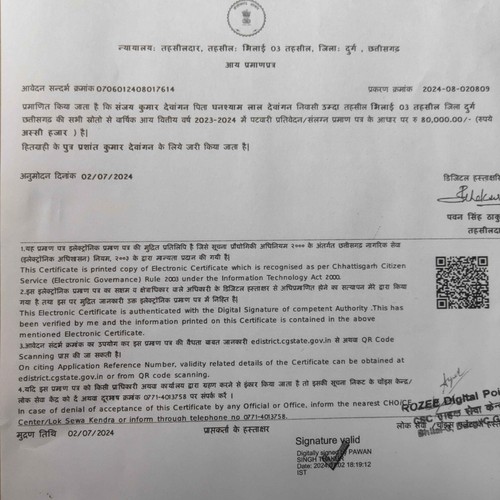 न्यायालयः तहसीलदार, तहसील: भिलाई 03 तहसील, जिला: दुर्ग , छत्तीसगढ़
आय प्रमाणपत्र
आवेदन सन्दर्भ क्रमांक 0706012408017614 प्रकरण क्रमांक 2024-08-020809
प्रमाणित किया जाता है कि संजय कुमार देवांगन पिता घनश्याम लाल देवांगन निवासी उम्दा तहसील भिलाई 03 तहसील जिला दुर्ग
छत्तीसगढ़ की सभी स्रोतो से वार्षिक आय वित्तीय वर्ष 2023-2024 में पटवारी प्रतिवेदन/संलग्न प्रमाण पत्र के आधार पर रु 80,000.00/- (रुपये
अस्सी हजार ) है।
हितग्राही के पुत्र प्रशांत कुमार देवांगन के लिये जारी किया जाता है।
अनुमोदन दिनांक 02/07/2024
डिजिटल हस्ताक्षरि
पवन सिंह ठाकु
तहसीलदा
1.यह प्रमाण पत्र इलेक्ट्रॉनिक प्रमाण पत्र की मुद्रित प्रतिलिपि है जिसे सूचना प्रौद्योगिकी अधिनियम २००० के अंतर्गत छत्तीसगढ़ नागरिक सेवा
(इलेक्ट्रॉनिक अभिशासन) नियम, २००३ के द्वारा मान्यता प्रदान की गयी है।
This Certificate is printed copy of Electronic Certificate which is recognised as per Chhattisgarh Citizen
Service (Electronic Governance) Rule 2003 under the Information Technology Act 2000.
2.इस इलेक्ट्रॉनिक प्रमाण पत्र का सक्षम प्राधिकारी के डिजिटल हस्ताक्षर से अधिप्रमाणित होने का सत्यापन मेरे द्वारा किया
गया है तथा इस पर मुद्रित जानकारी उक्त इलेक्ट्रॉनिक प्रमाण पत्र में निहित है।
This Electronic Certificate is authenticated with the Digital Signature of competent Authority .This has
been verified by me and the information printed on this Certificate is contained in the above
mentioned Electronic Certificate.
3.आवेदन संदर्भ क्रमांक का उपयोग कर इस प्रमाण पत्र की वैधता बाबत जानकारी edistrict.cgstate.gov.in से अथवा QR Code
Scanning प्राप्त की जा सकती है।
On citing Application Reference Number, validity related details of the Certificate can be obtained at
edistrict.cgstate.gov.in or from QR code scanning.
4.यदि इस प्रमाण पत्र को किसी प्राधिकारी अथवा कार्यालय द्वारा ग्रहण करने से इंकार किया जाता है तो इसकी सूचना निकट के चॉइस केन्द्र/
लोक सेवा केंद्र को दे अथवा दूरभाष क्रमांक 0771-4013758 पर संपर्क करें ।
In case of denial of acceptance of this Certificate by any Official or Office, inform the nearest CHO/CE
Center/Lok Sewa Kendra or inform through telephone no 0771-4013758.
ROZEE Digital Poi
CSC
मुद्रण तिथि 02/07/2024 प्राप्तकर्ता के हस्ताक्षर
Signature valid
Digitally signed by PAWAN
SINGH THAKUR
Date: 2024.07.02 18:19:12
IST